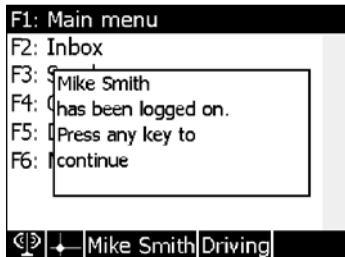 F1: Main menu
F2: Inbox
F3: S
F4:
F5:
F6:
Mike Smith
has been logged on.
Press any key to
continue
Mike Smith Driving